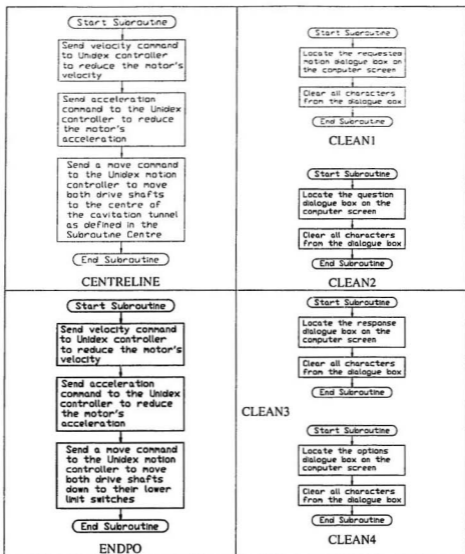 Start Subroutine
Send velocity command
to Unidex controller
to reduce the motor's
velocity
Send acceleration
command to the Unidex
controller to reduce
the motor's
acceleration
Send a move command
to the Unidex motion
controller to move
both drive shafts
to the centre of
the cavitation tunnel
as defined in the
Subroutine Centre
End Subroutine
CENTRELINE
Start Subroutine
Locate the requested
motion dialogue box on
the computer screen
Clear all characters
from the dialogue box
End Subroutine
CLEAN1
Start Subroutine
Locate the question
dialogue box on the
computer screen
Clear all characters
from the dialogue box
End Subroutine
CLEAN2
Start Subroutine
Send velocity command
to Unidex controller
to reduce the motor's
velocity
Send acceleration
command to the Unidex
controller to reduce
the motor's
acceleration
Send a move command
to the Unidex motion
controller to move
both drive shafts
down to their lower
limit switches
End Subroutine
ENDPO
Start Subroutine
Locate the response
dialogue box on the
computer screen
Clear all characters
from the dialogue box
End Subroutine
CLEAN3
Start Subroutine
Locate the options
dialogue box on the
computer screen
Clear all characters
from the dialogue box
End Subroutine
CLEAN4